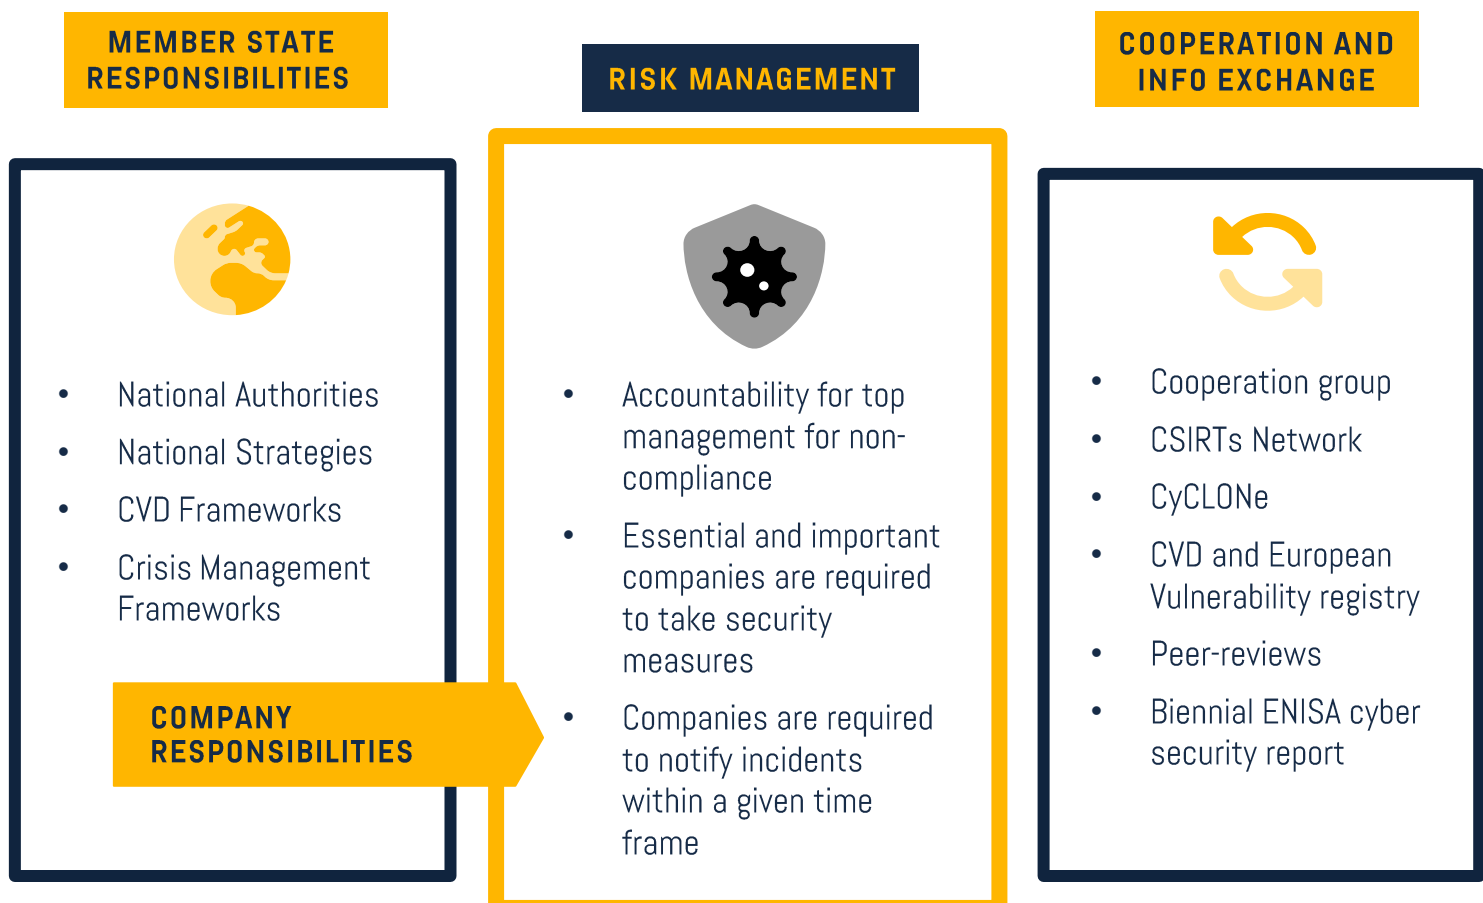 MEMBER STATE
RESPONSIBILITIES
• National Authorities
• National Strategies
• CVD Frameworks
• Crisis Management
Frameworks
COMPANY
RESPONSIBILITIES
RISK MANAGEMENT
• Accountability for top
management for non-
compliance
• Essential and important
companies are required
to take security
measures
• Companies are required
to notify incidents
within a given time
frame
COOPERATION AND
INFO EXCHANGE
• Cooperation group
• CSIRTs Network
• CyCLONe
• CVD and European
Vulnerability registry
• Peer-reviews
• Biennial ENISA cyber
security report